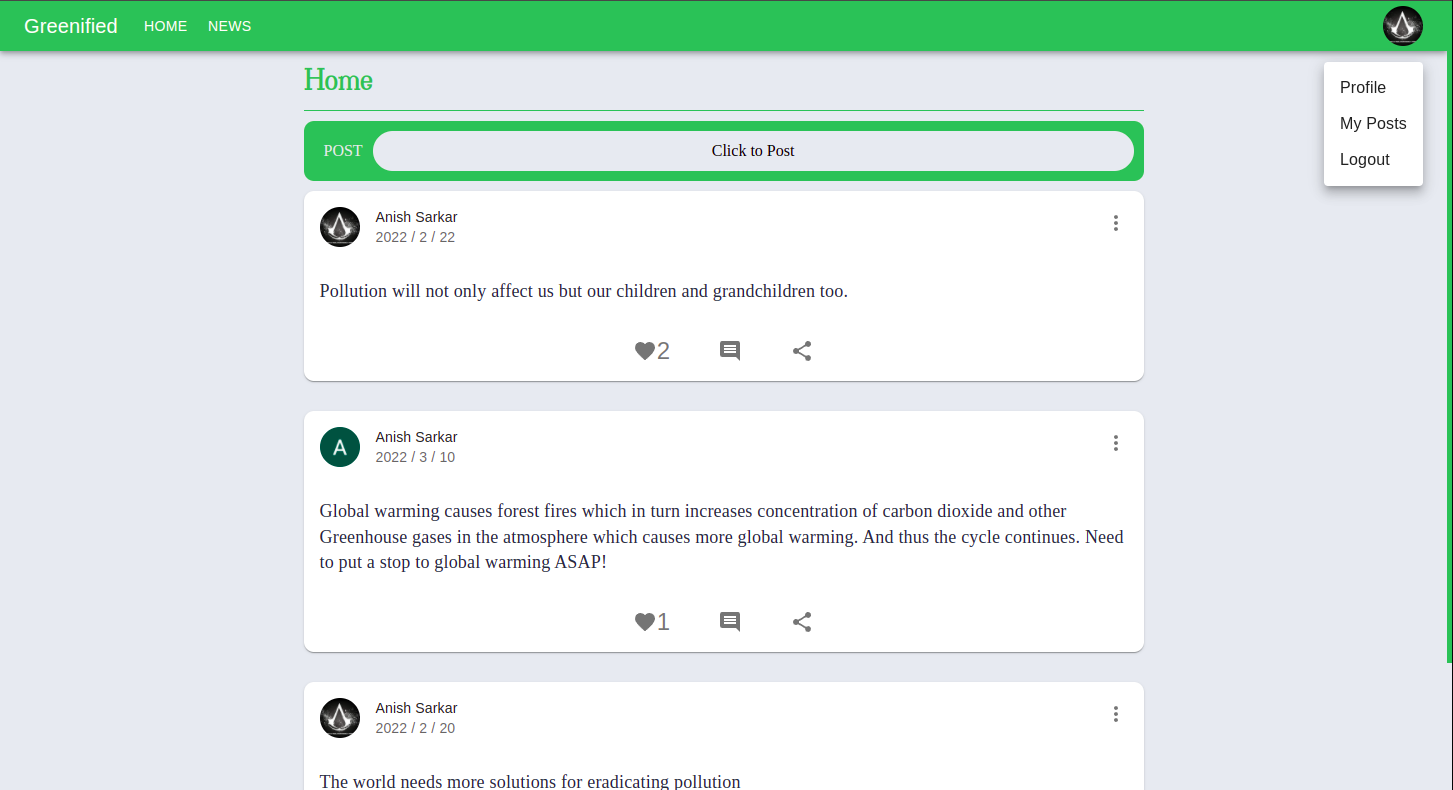 Greenified HOME NEWS
Home
Profile
My Posts
Logout
POST Click to Post
Anish Sarkar
2022 / 2 / 22
Pollution will not only affect us but our children and grandchildren too.
2
A
Anish Sarkar
2022 / 3 / 10
Global warming causes forest fires which in turn increases concentration of carbon dioxide and other
Greenhouse gases in the atmosphere which causes more global warming. And thus the cycle continues. Need
to put a stop to global warming ASAP!
1
Anish Sarkar
2022 / 2 / 20
The world needs more solutions for eradicating pollution